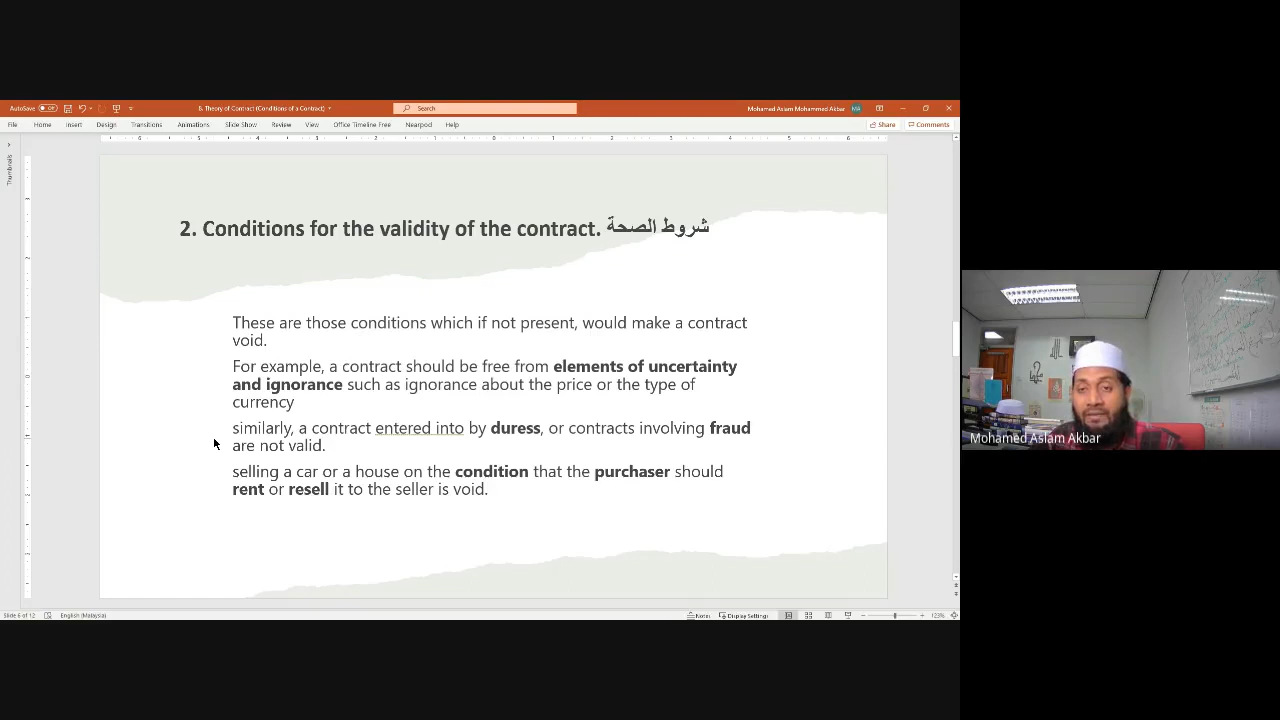 AutoSave Off
8. Theory of Contract (Conditions of a Contract)
Search
Mohamed Aslam Mohammed Akbar MA
File Home Insert Design Transitions Animations Slide Show Review View Office Timeline Free Nearpod Help Share Comments
Thumbnails
2. Conditions for the validity of the contract. شروط الصحة
These are those conditions which if not present, would make a contract
void.
For example, a contract should be free from elements of uncertainty
and ignorance such as ignorance about the price or the type of
currency
similarly, a contract entered into by duress, or contracts involving fraud
are not valid.
selling a car or a house on the condition that the purchaser should
rent or resell it to the seller is void.
Mohamed Aslam Akbar
Slide 6 of 12 English (Malaysia) Notes Display Settings 123%